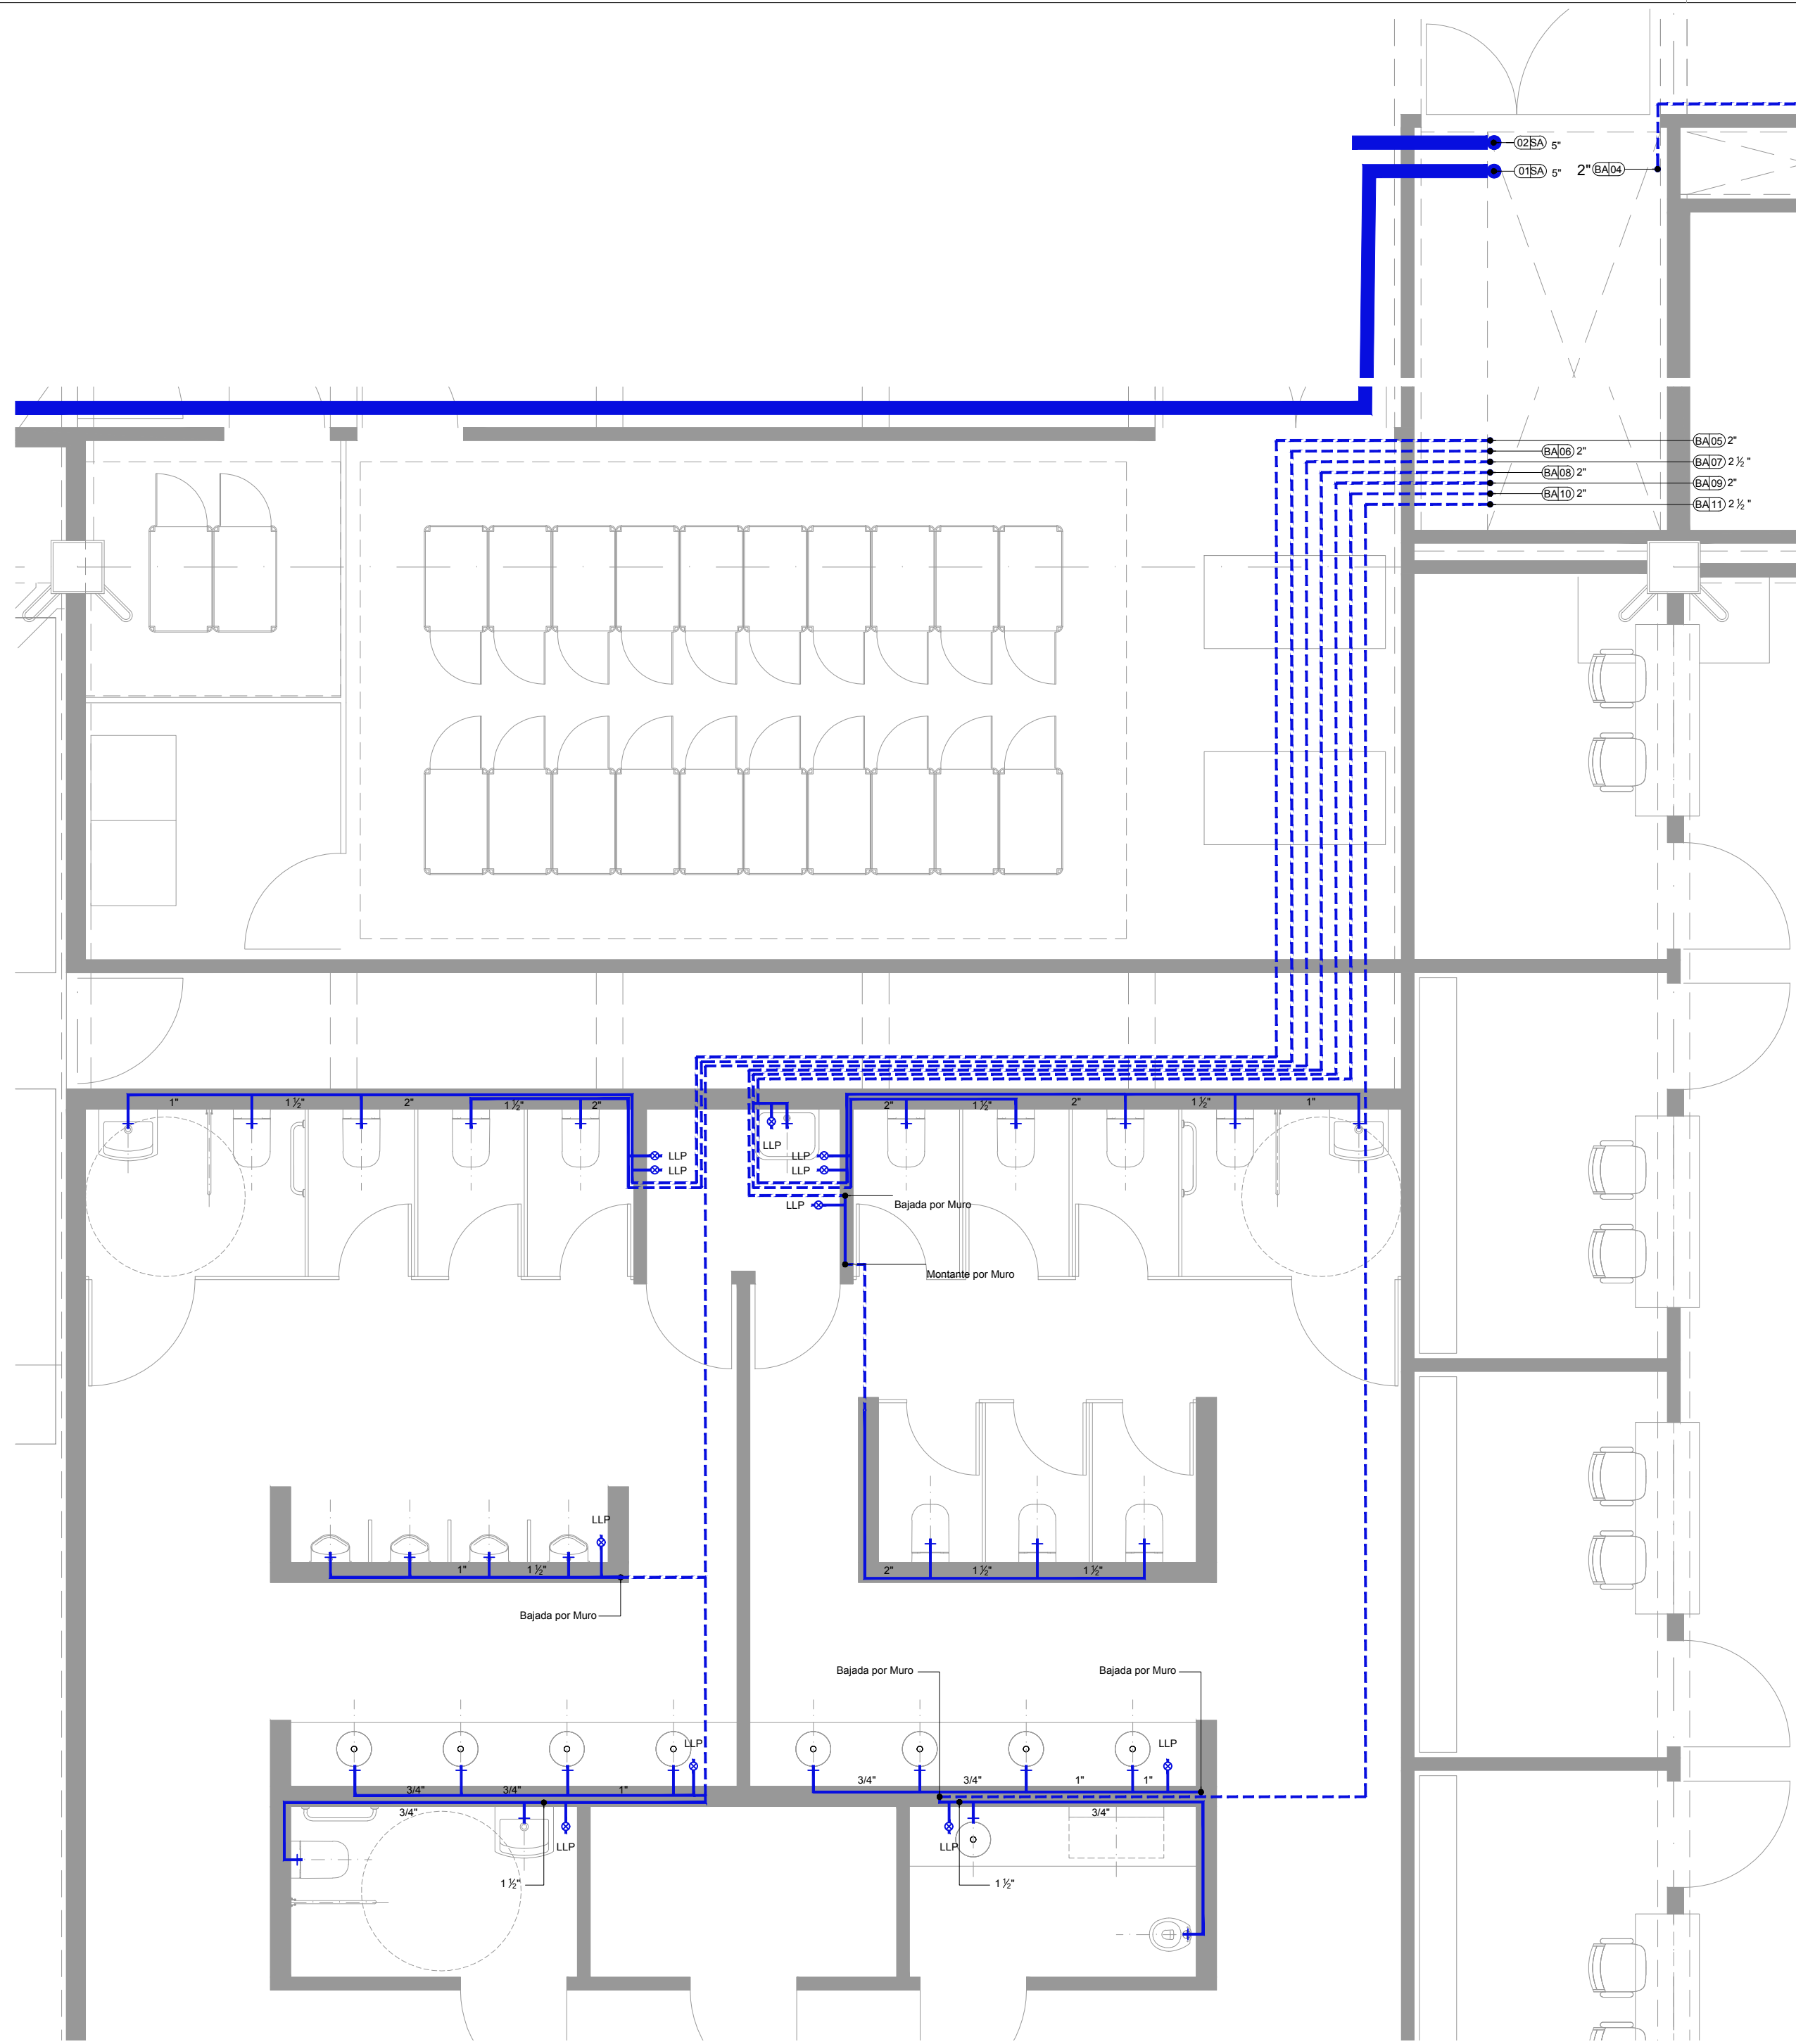 02 SA 5"
01 SA 5" 2" BA 04
BA 05 2"
BA 06 2"
BA 07 2 ½ "
BA 08 2"
BA 09 2"
BA 10 2"
BA 11 2 ½ "
1" 1 ½" 2" 1 ½" 2" 2" 1 ½" 2" 1 ½" 1"
LLP
LLP LLP
LLP LLP
LLP Bajada por Muro
Montante por Muro
LLP
1" 1 ½" 2" 1 ½" 1 ½"
Bajada por Muro
Bajada por Muro Bajada por Muro
LLP LLP
3/4" 3/4" 1" 3/4" 3/4" 1" 1"
3/4" 3/4"
LLP LLP
1 ½" 1 ½"